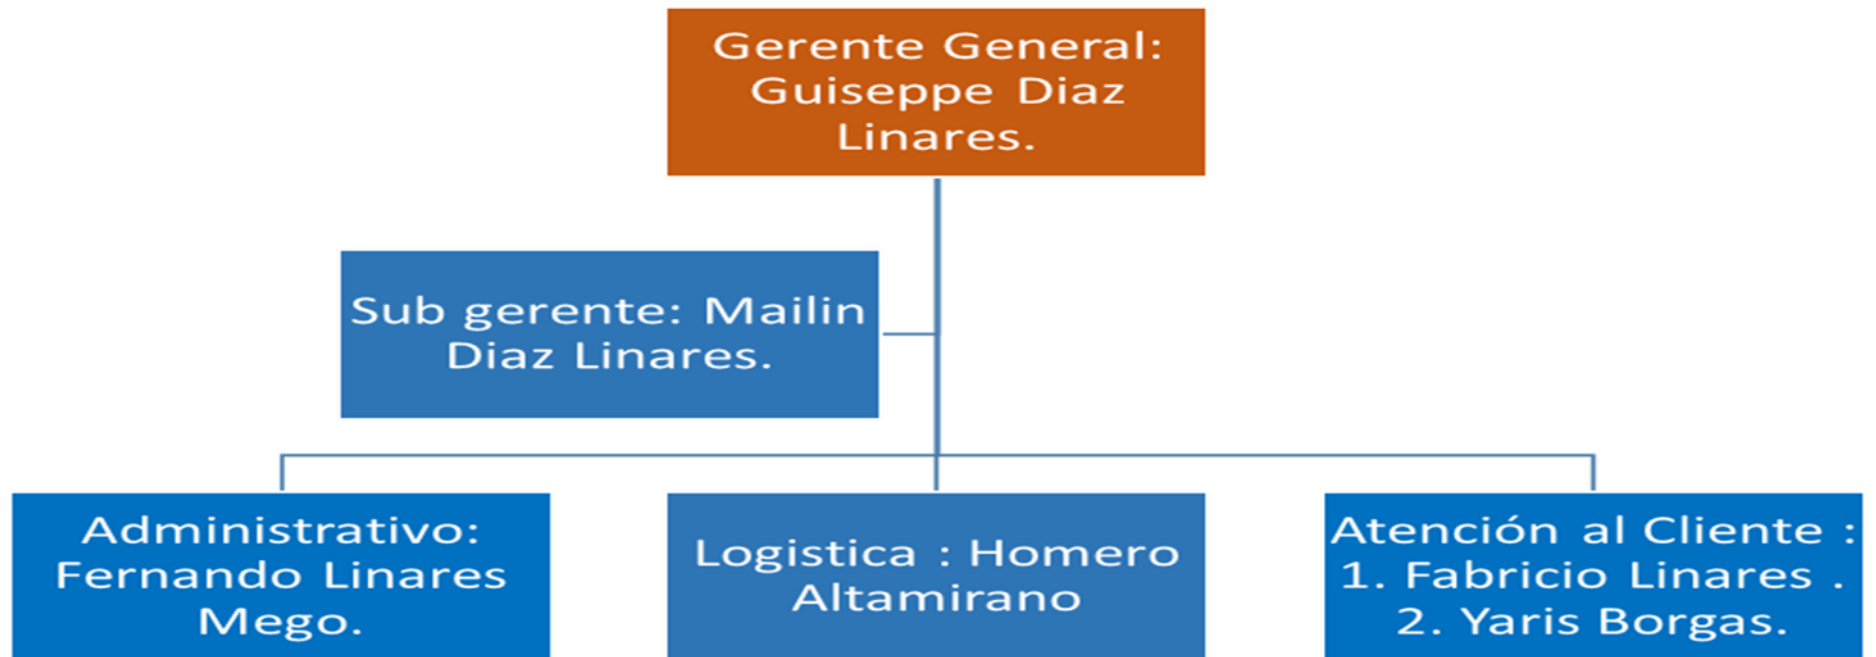 Gerente General:
Guiseppe Diaz
Linares.
Sub gerente: Mailin
Diaz Linares.
Administrativo:
Fernando Linares
Mego.
Logistica : Homero
Altamirano
Atención al Cliente :
1. Fabricio Linares .
2. Yaris Borgas.